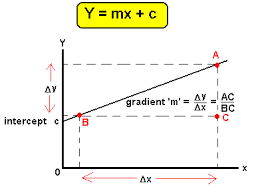 Y = mx + c
Y
A
Δy
gradient 'm' = Δy/Δx = AC/BC
intercept c
B
C
0
x
Δx